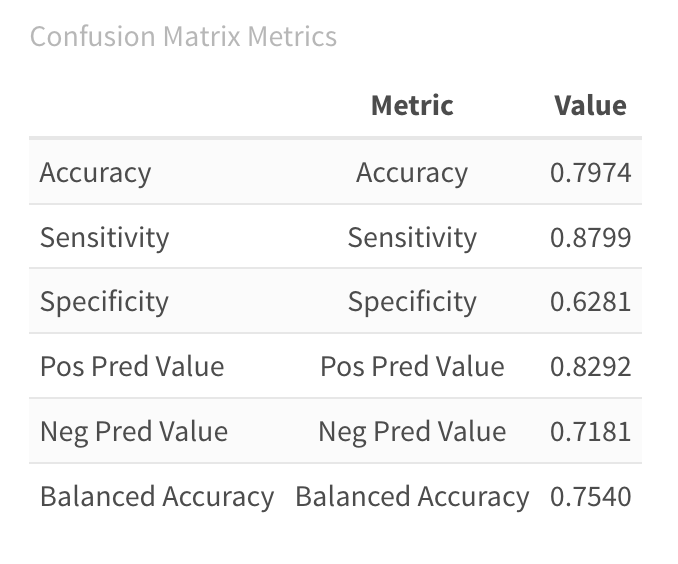 Confusion Matrix Metrics
Metric Value
Accuracy Accuracy 0.7974
Sensitivity Sensitivity 0.8799
Specificity Specificity 0.6281
Pos Pred Value Pos Pred Value 0.8292
Neg Pred Value Neg Pred Value 0.7181
Balanced Accuracy Balanced Accuracy 0.7540